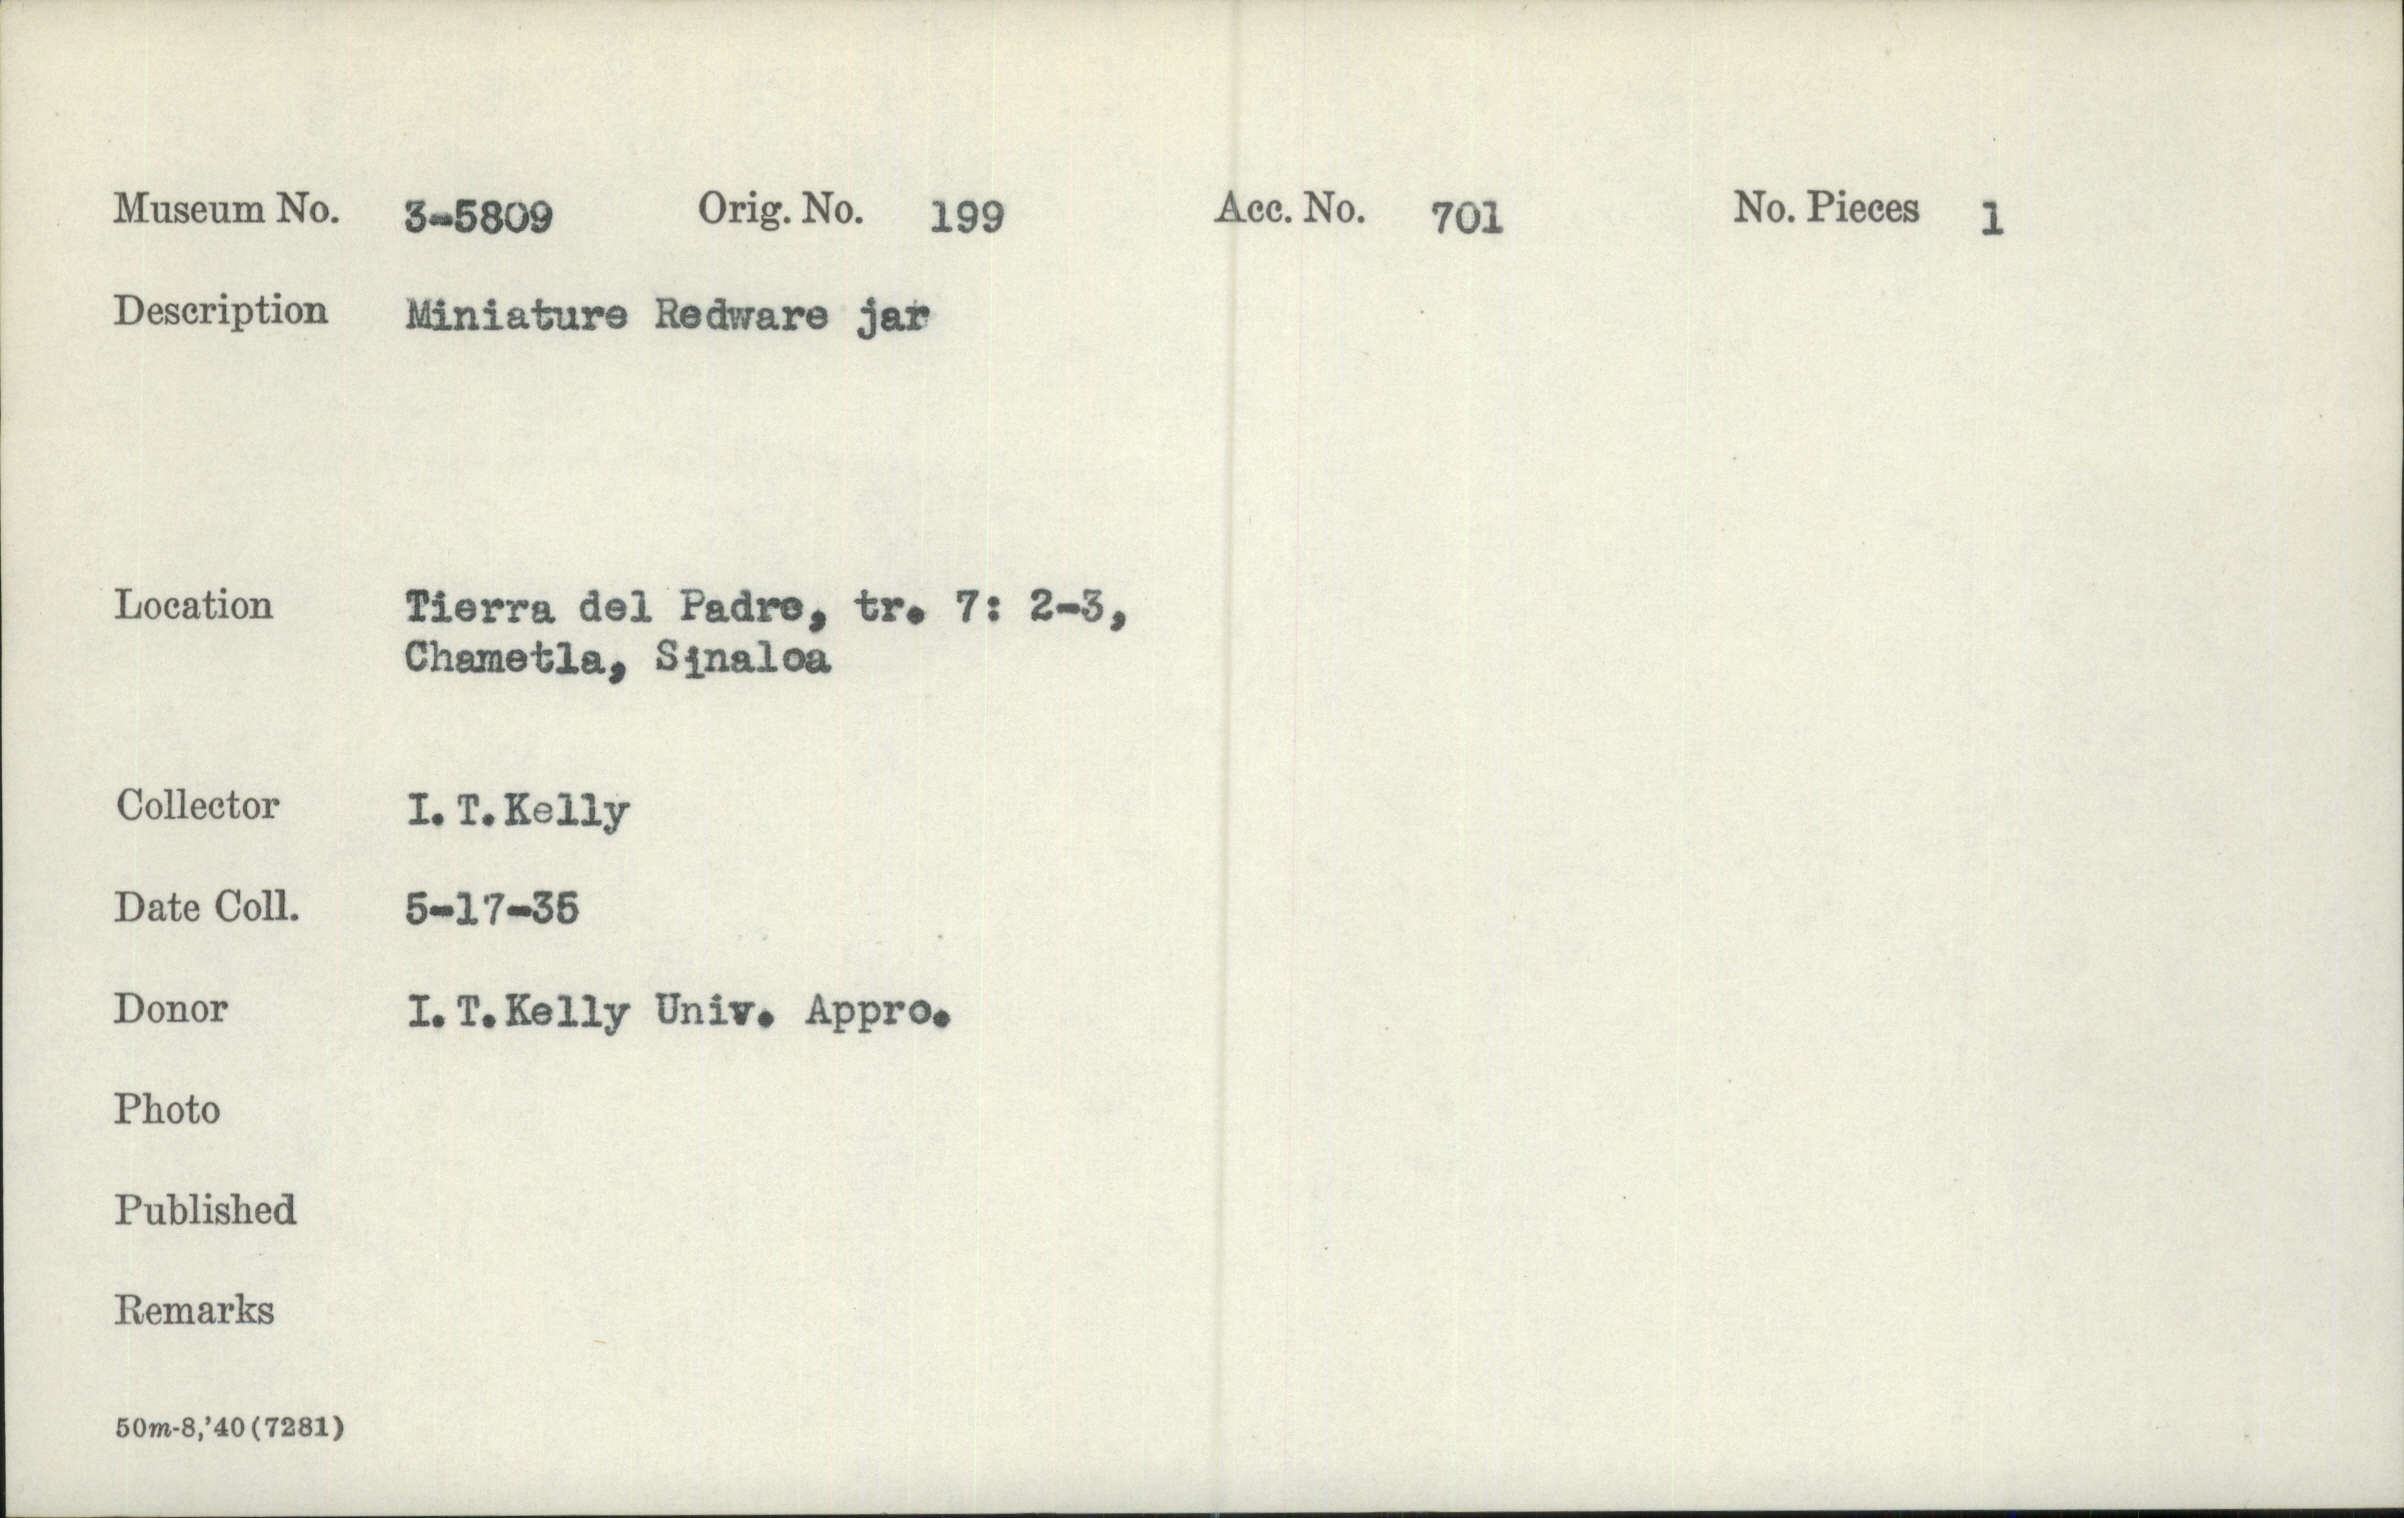 Museum No. 3-5809 Orig. No. 199 Acc. No. 701 No. Pieces 1
Description Miniature Redware jar
Location Tierra del Padre, tr. 7: 2-3,
Chametla, Sinaloa
Collector I.T.Kelly
Date Coll. 5-17-35
Donor I.T.Kelly Univ. Appro.
Photo
Published
Remarks
50m-8,'40(7281)